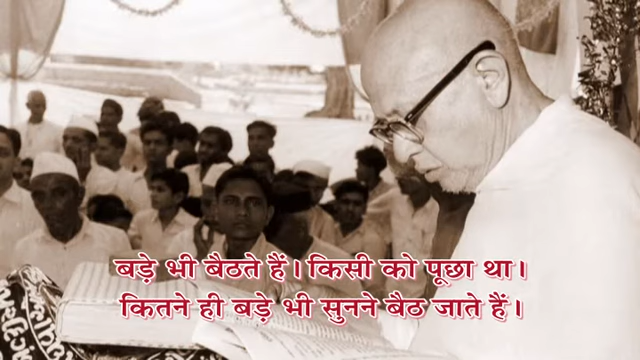 बड़े भी बैठते हैं। किसी को पूछा था।
कितने ही बड़े भी सुनने बैठ जाते हैं।